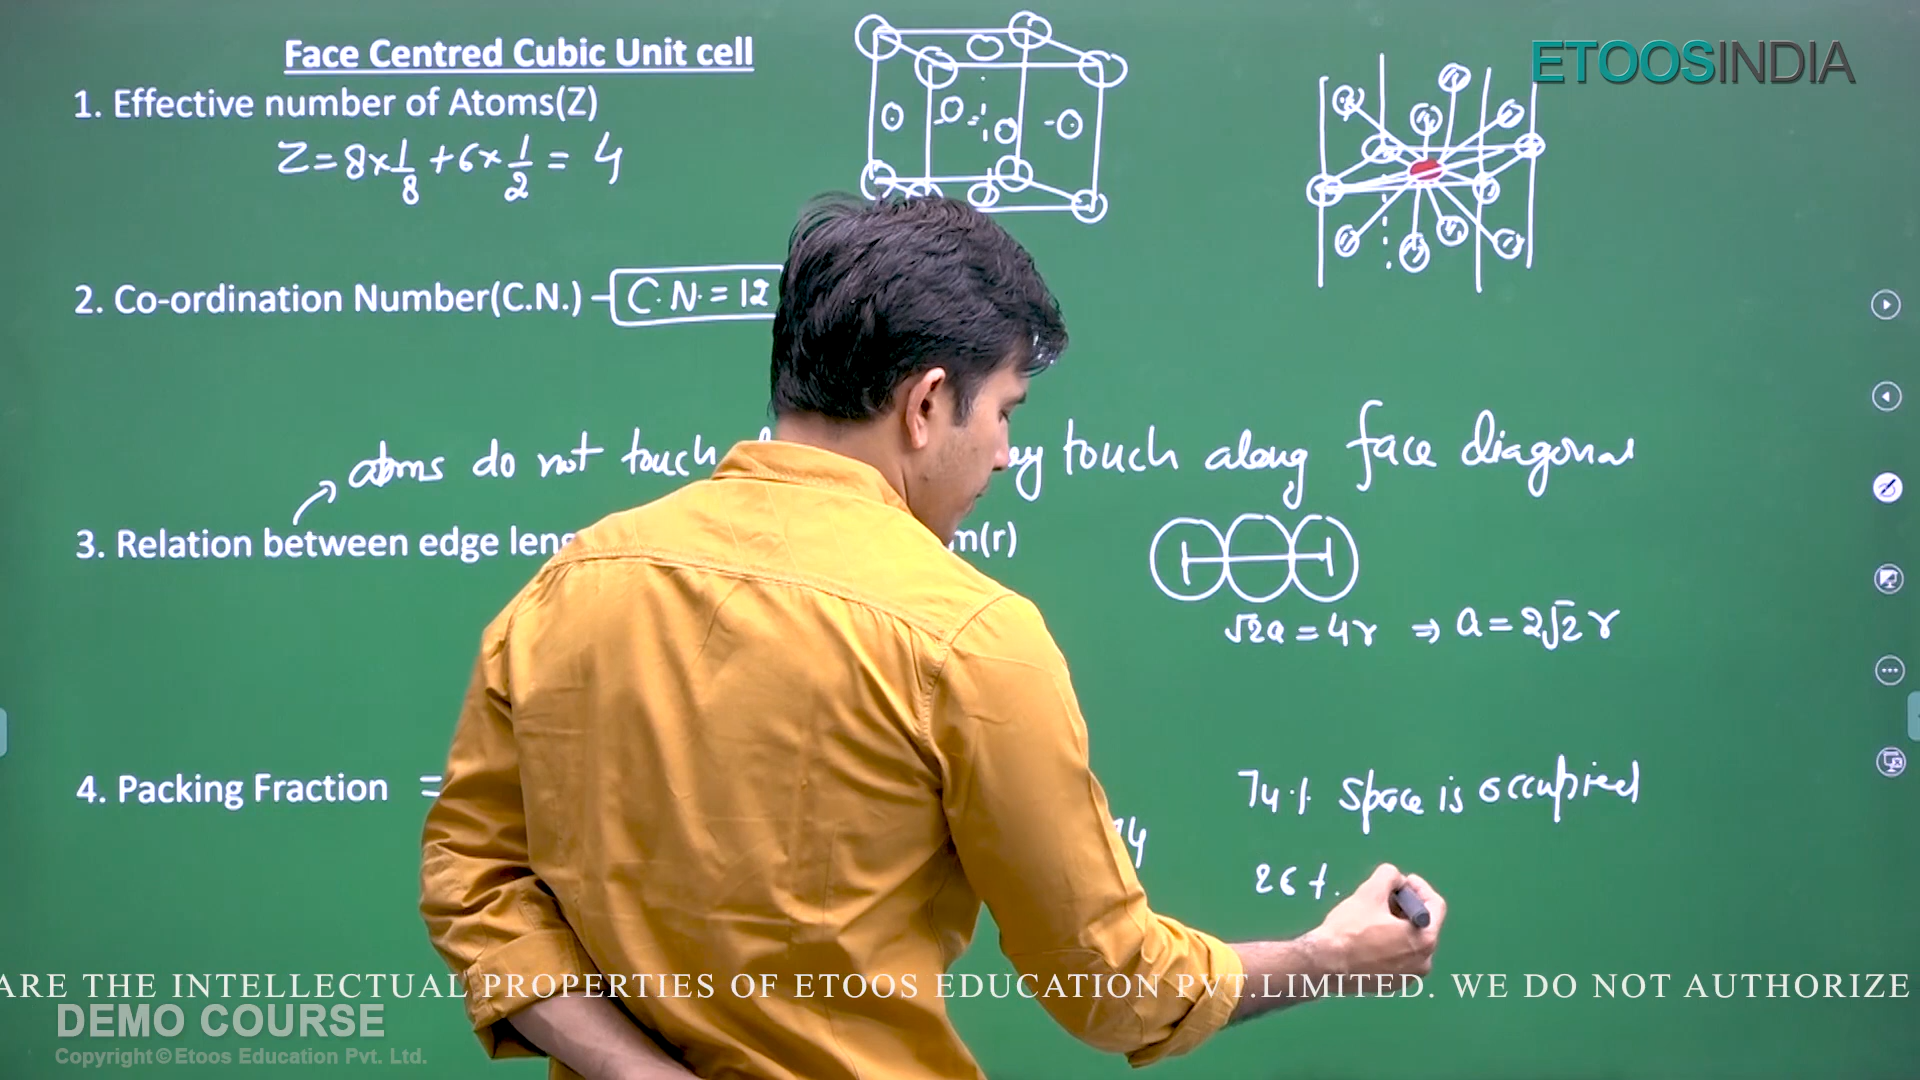 Face Centred Cubic Unit cell
ETOOSINDIA
1. Effective number of Atoms(Z)
Z = 8 × 1/8 + 6 × 1/2 = 4
2. Co-ordination Number(C.N.) – C.N. = 12
atoms do not touch touch along face diagonal
3. Relation between edge m(r)
√2a = 4r ⇒ a = 2√2 r
4. Packing Fraction =
74% space is occupied
26%
ARE THE INTELLECTUAL PROPERTIES OF ETOOS EDUCATION PVT.LIMITED. WE DO NOT AUTHORIZE
DEMO COURSE
Copyright © Etoos Education Pvt. Ltd.